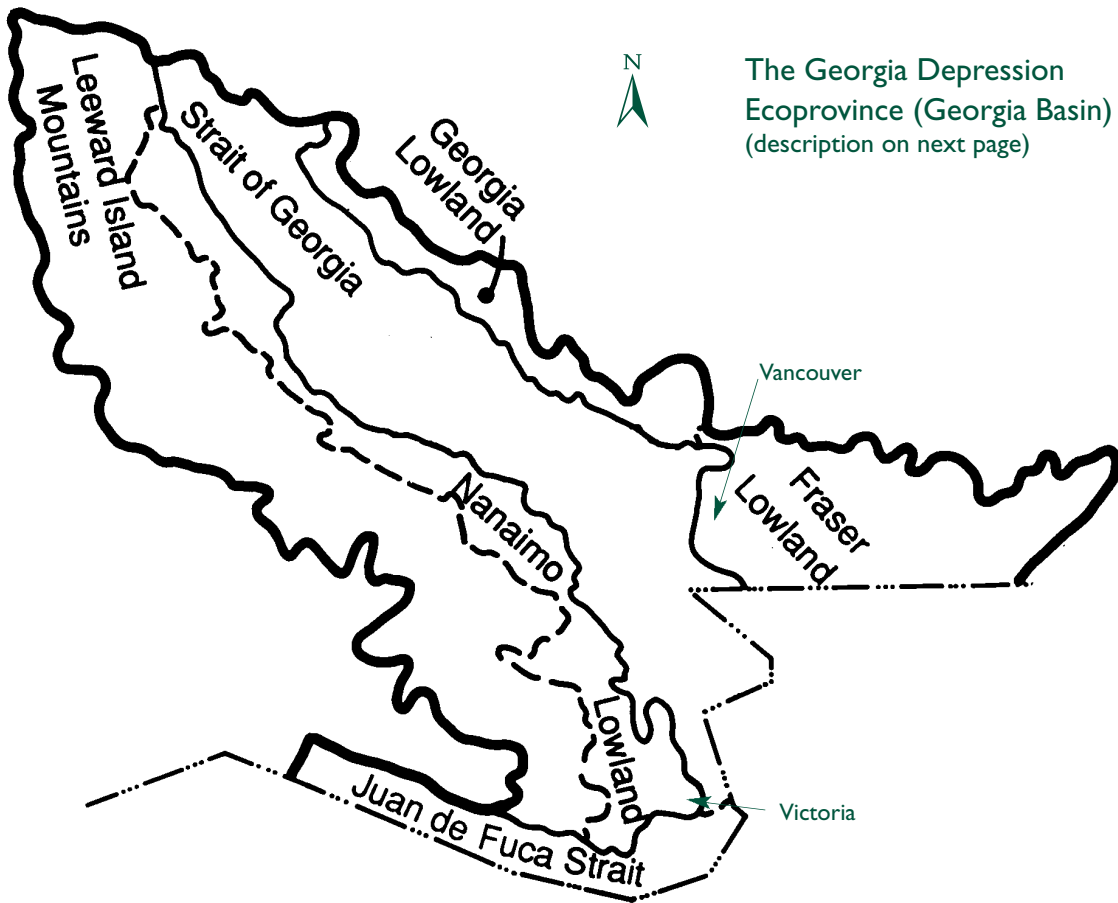 N
The Georgia Depression
Ecoprovince (Georgia Basin)
(description on next page)
Leeward Island
Mountains
Strait of Georgia
Georgia
Lowland
Vancouver
Fraser
Lowland
Nanaimo
Lowland
Juan de Fuca Strait
Victoria